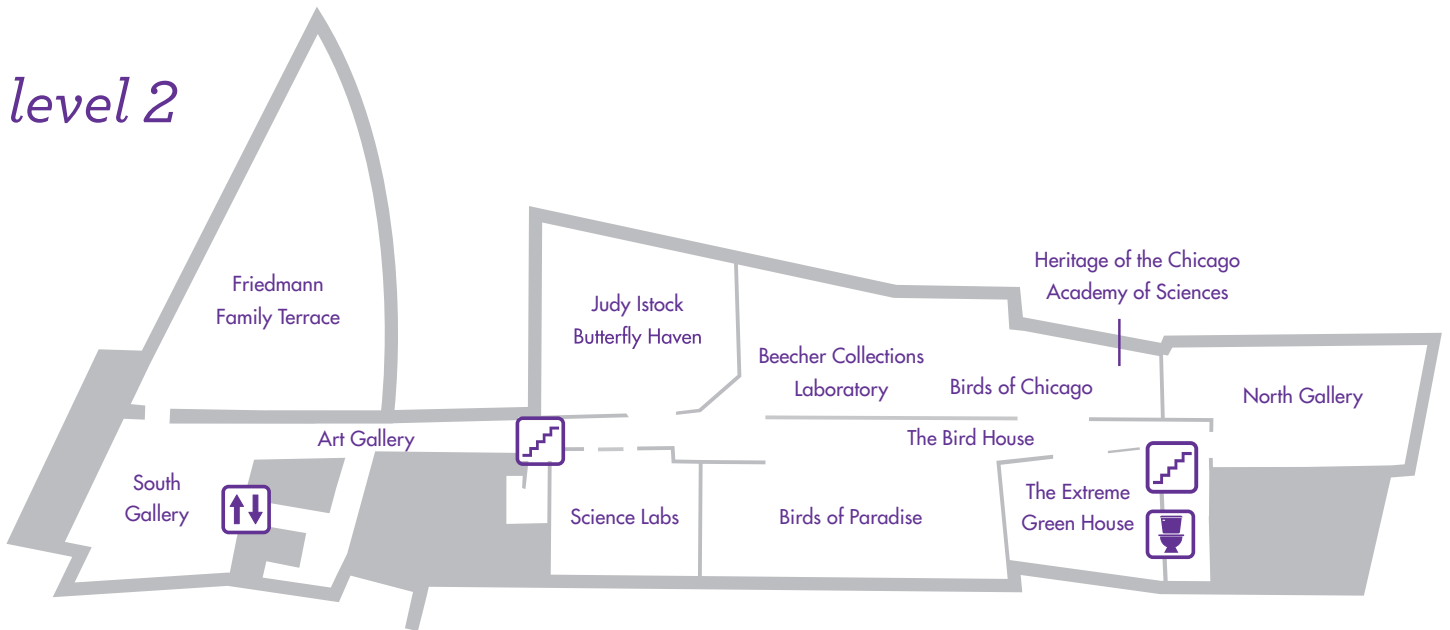 level 2
Friedmann
Family Terrace
Judy Istock
Butterfly Haven
Heritage of the Chicago
Academy of Sciences
Beecher Collections
Laboratory
Birds of Chicago
North Gallery
Art Gallery
The Bird House
South
Gallery
Science Labs
Birds of Paradise
The Extreme
Green House